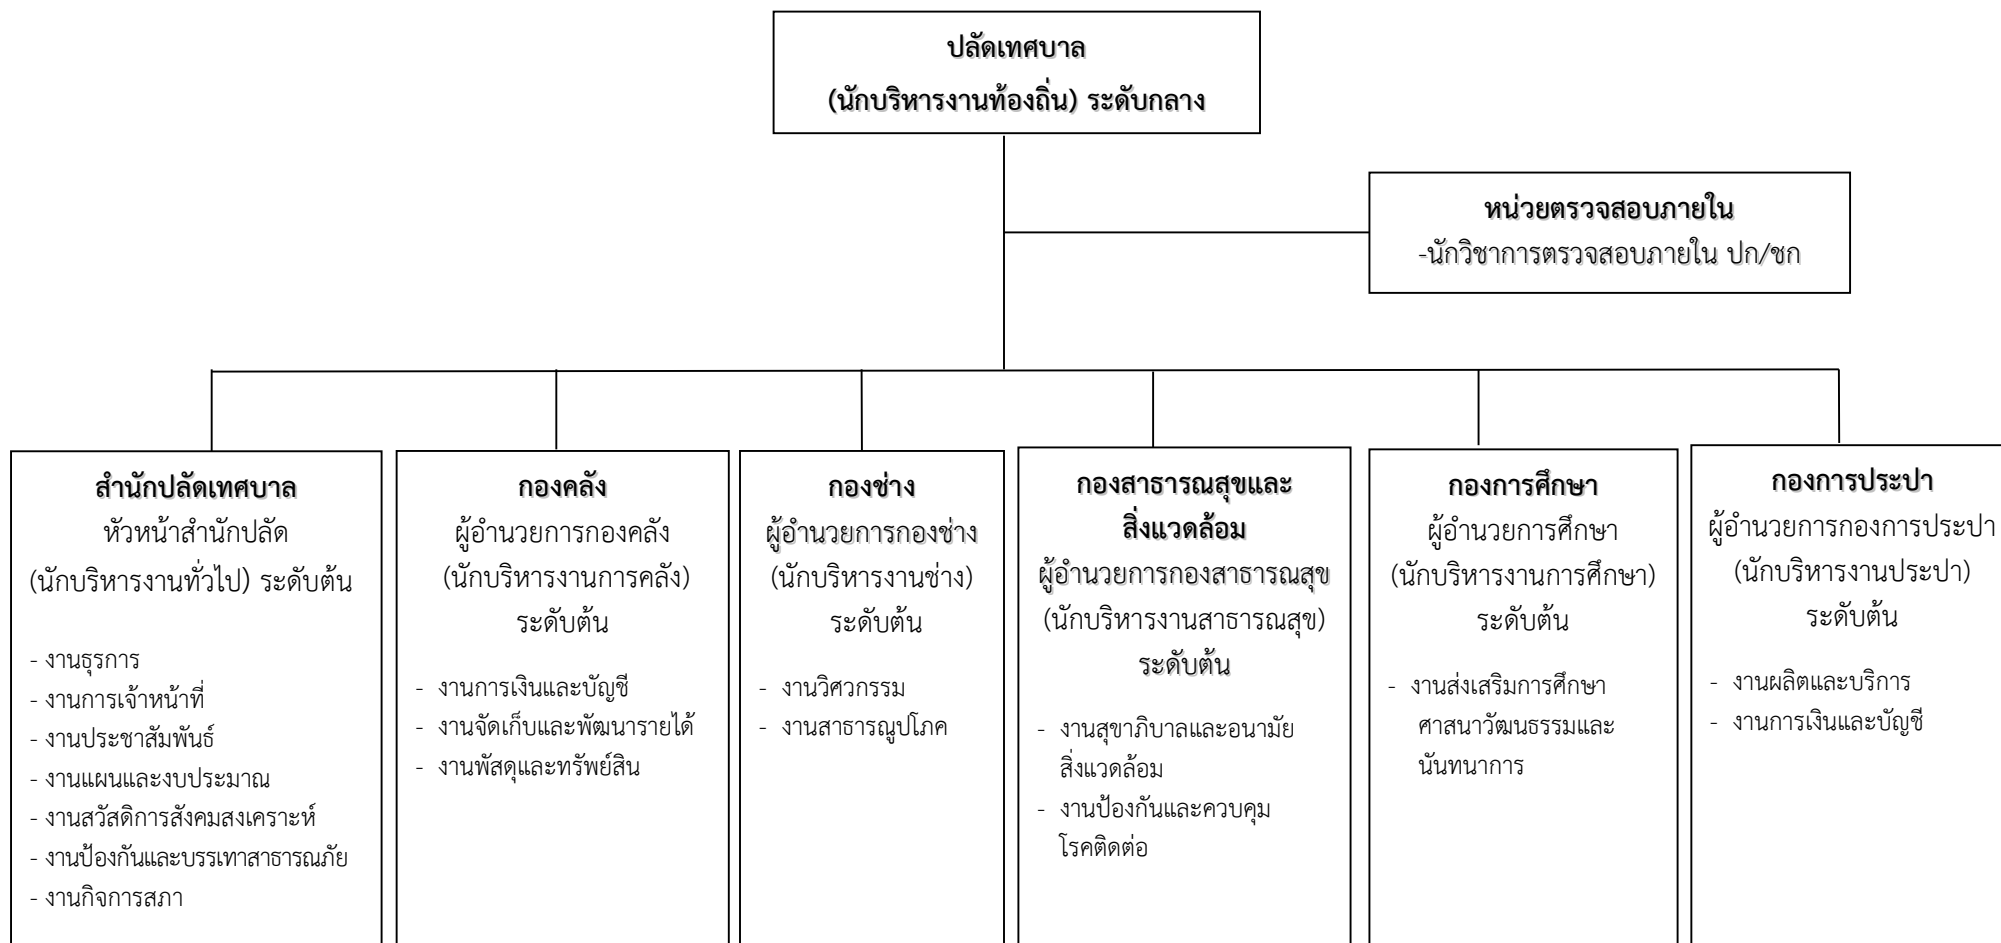 ปลัดเทศบาล
(นักบริหารงานท้องถิ่น) ระดับกลาง
หน่วยตรวจสอบภายใน
-นักวิชาการตรวจสอบภายใน ปก/ชก
สำนักปลัดเทศบาล
หัวหน้าสำนักปลัด
(นักบริหารงานทั่วไป) ระดับต้น
- งานธุรการ
- งานการเจ้าหน้าที่
- งานประชาสัมพันธ์
- งานแผนและงบประมาณ
- งานสวัสดิการสังคมสงเคราะห์
- งานป้องกันและบรรเทาสาธารณภัย
- งานกิจการสภา
กองคลัง
ผู้อำนวยการกองคลัง
(นักบริหารงานการคลัง)
ระดับต้น
- งานการเงินและบัญชี
- งานจัดเก็บและพัฒนารายได้
- งานพัสดุและทรัพย์สิน
กองช่าง
ผู้อำนวยการกองช่าง
(นักบริหารงานช่าง)
ระดับต้น
- งานวิศวกรรม
- งานสาธารณูปโภค
กองสาธารณสุขและ
สิ่งแวดล้อม
ผู้อำนวยการกองสาธารณสุข
(นักบริหารงานสาธารณสุข)
ระดับต้น
- งานสุขาภิบาลและอนามัย
สิ่งแวดล้อม
- งานป้องกันและควบคุม
โรคติดต่อ
กองการศึกษา
ผู้อำนวยการศึกษา
(นักบริหารงานการศึกษา)
ระดับต้น
- งานส่งเสริมการศึกษา
ศาสนาวัฒนธรรมและ
นันทนาการ
กองการประปา
ผู้อำนวยการกองการประปา
(นักบริหารงานประปา)
ระดับต้น
- งานผลิตและบริการ
- งานการเงินและบัญชี